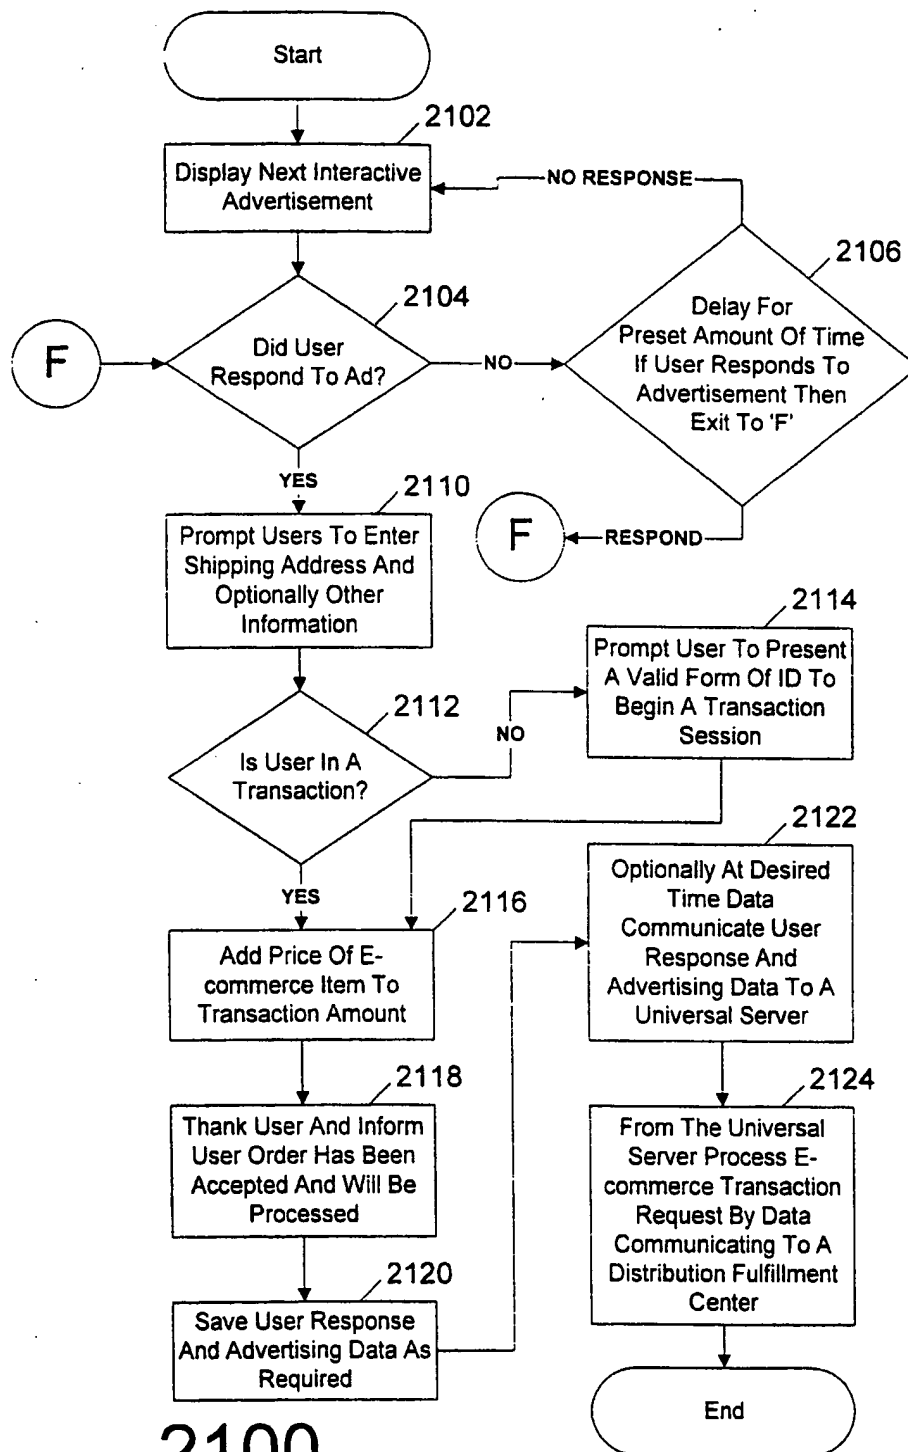 Start
2102
Display Next Interactive
Advertisement
NO RESPONSE
2106
Delay For
Preset Amount Of Time
If User Responds To
Advertisement Then
Exit To 'F'
2104
F
Did User
Respond To Ad?
NO
YES
RESPOND
F
2110
Prompt Users To Enter
Shipping Address And
Optionally Other
Information
2114
Prompt User To Present
A Valid Form Of ID To
Begin A Transaction
Session
2112
Is User In A
Transaction?
NO
YES
2116
Add Price Of E-
commerce Item To
Transaction Amount
2122
Optionally At Desired
Time Data
Communicate User
Response And
Advertising Data To A
Universal Server
2118
Thank User And Inform
User Order Has Been
Accepted And Will Be
Processed
2124
From The Universal
Server Process E-
commerce Transaction
Request By Data
Communicating To A
Distribution Fulfillment
Center
2120
Save User Response
And Advertising Data As
Required
End
2100